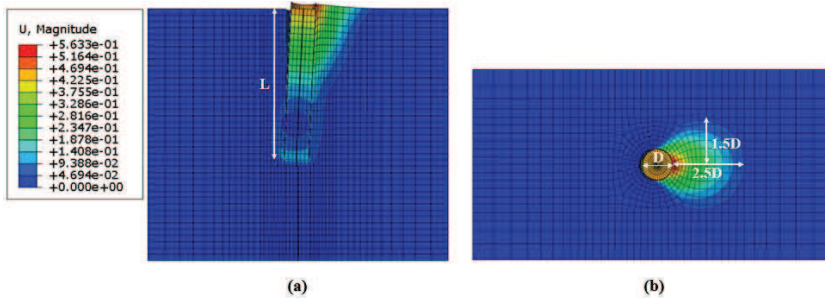 U, Magnitude
+5.633e-01
+5.164e-01
+4.694e-01
+4.225e-01
+3.755e-01
+3.286e-01
+2.816e-01
+2.347e-01
+1.878e-01
+1.408e-01
+9.388e-02
+4.694e-02
+0.000e+00
L
D
1.5D
2.5D
(a)
(b)